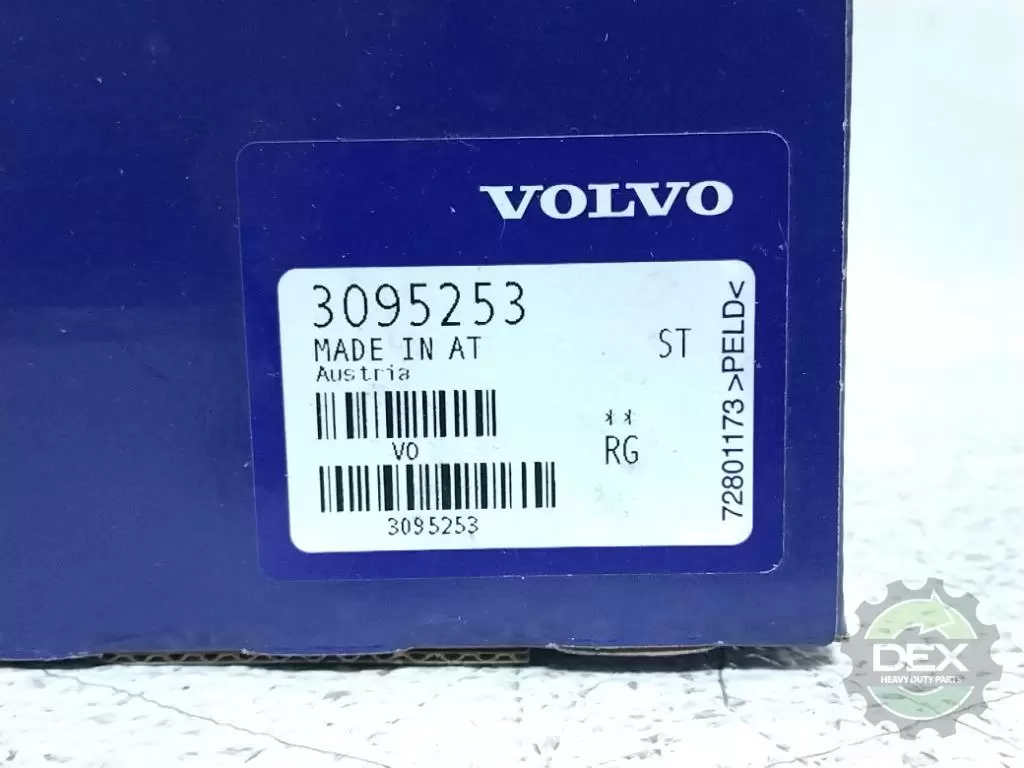 VOLVO
3095253
MADE IN AT
ST
Austria
VO
**
RG
3095253
72801173 >PELD<
DEX
HEAVY DUTY PARTS